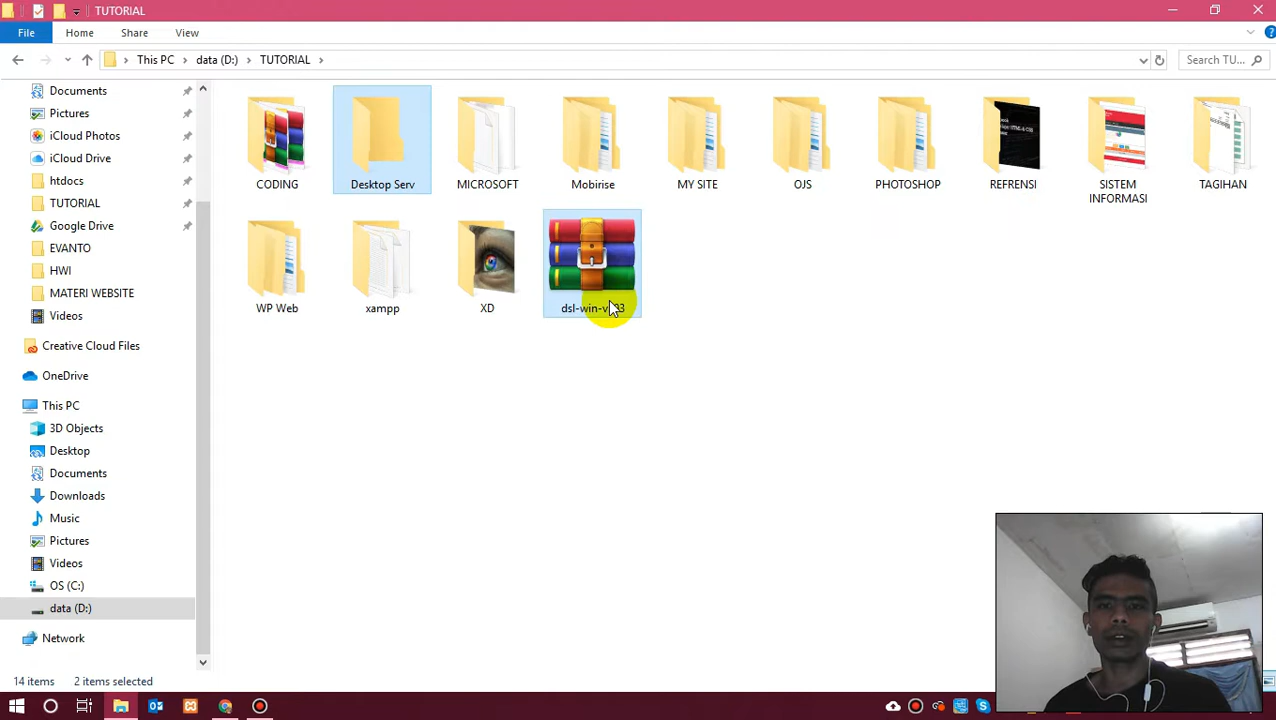 TUTORIAL
File
Home
Share
View
This PC
data (D:)
TUTORIAL
Search TU...
Documents
Pictures
iCloud Photos
iCloud Drive
htdocs
TUTORIAL
Google Drive
EVANTO
HWI
MATERI WEBSITE
Videos
Creative Cloud Files
OneDrive
This PC
3D Objects
Desktop
Documents
Downloads
Music
Pictures
Videos
OS (C:)
data (D:)
Network
CODING
Desktop Serv
MICROSOFT
Mobirise
MY SITE
OJS
PHOTOSHOP
REFRENSI
SISTEM
INFORMASI
TAGIHAN
WP Web
xampp
XD
14 items
2 items selected